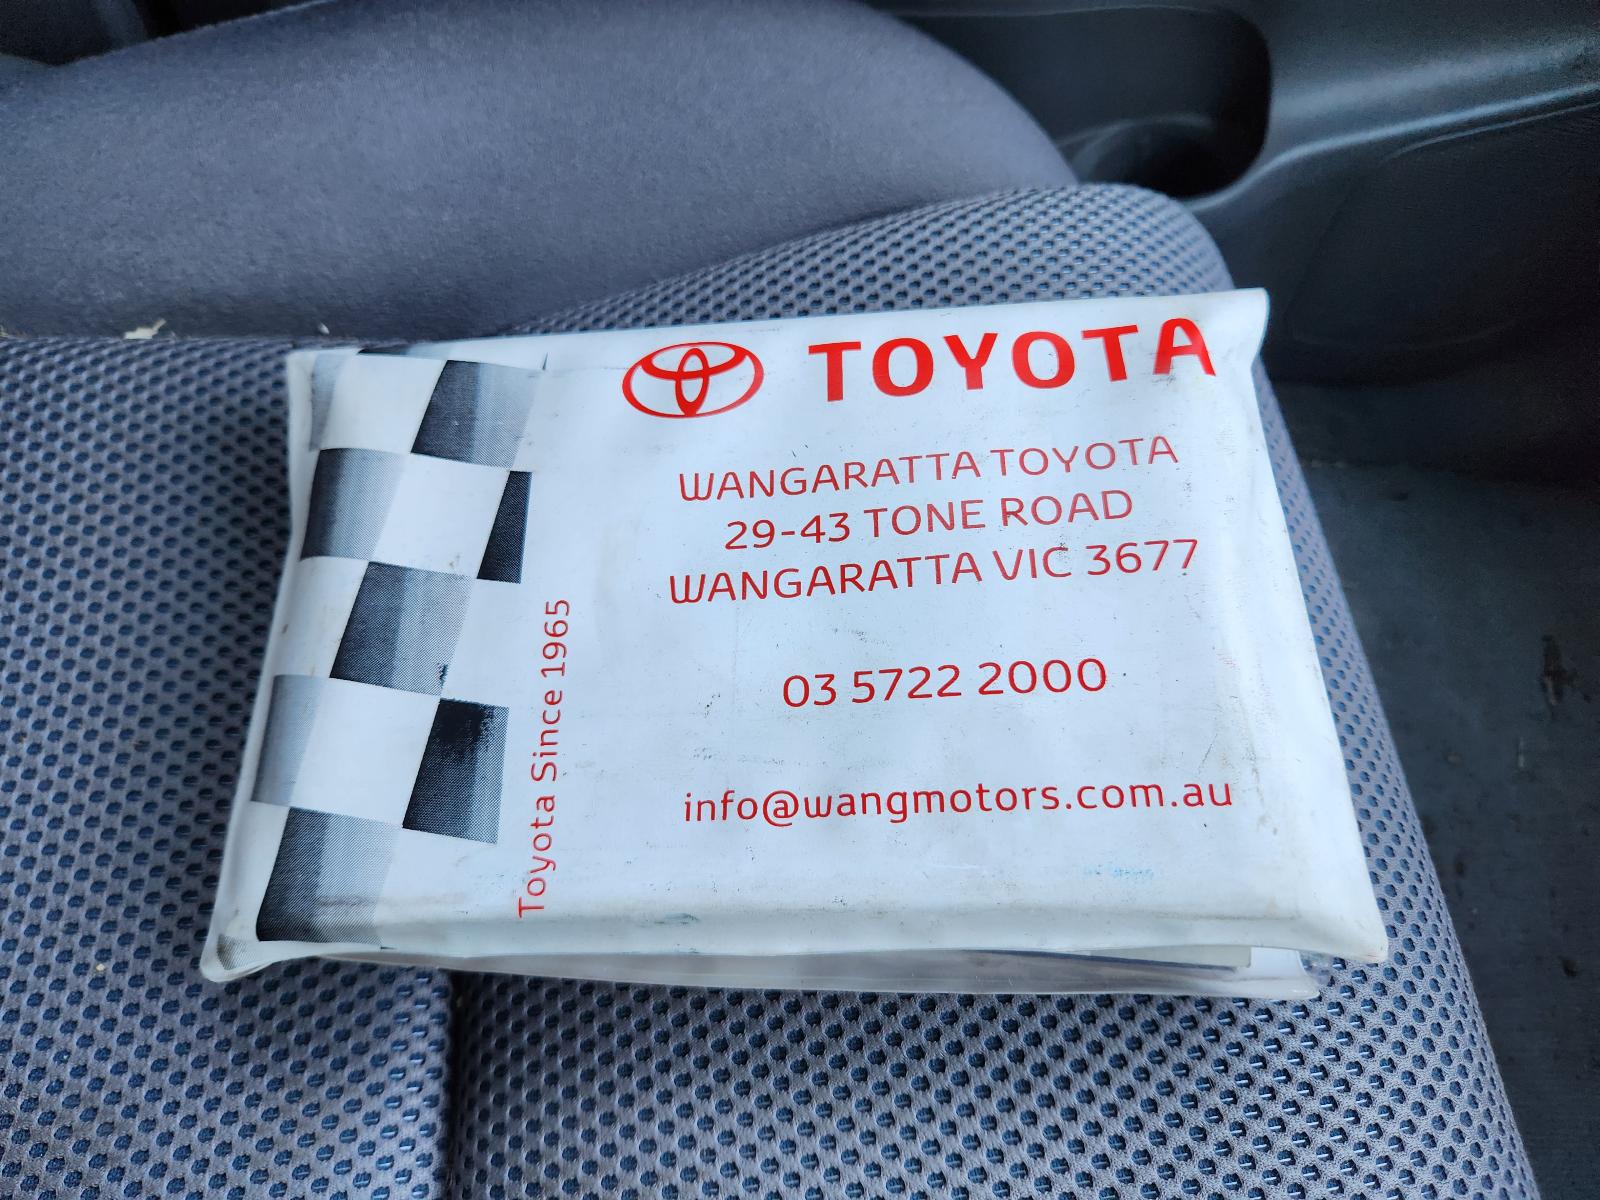 TOYOTA
WANGARATTA TOYOTA
29-43 TONE ROAD
WANGARATTA VIC 3677
03 5722 2000
info@wangmotors.com.au
Toyota Since 1965